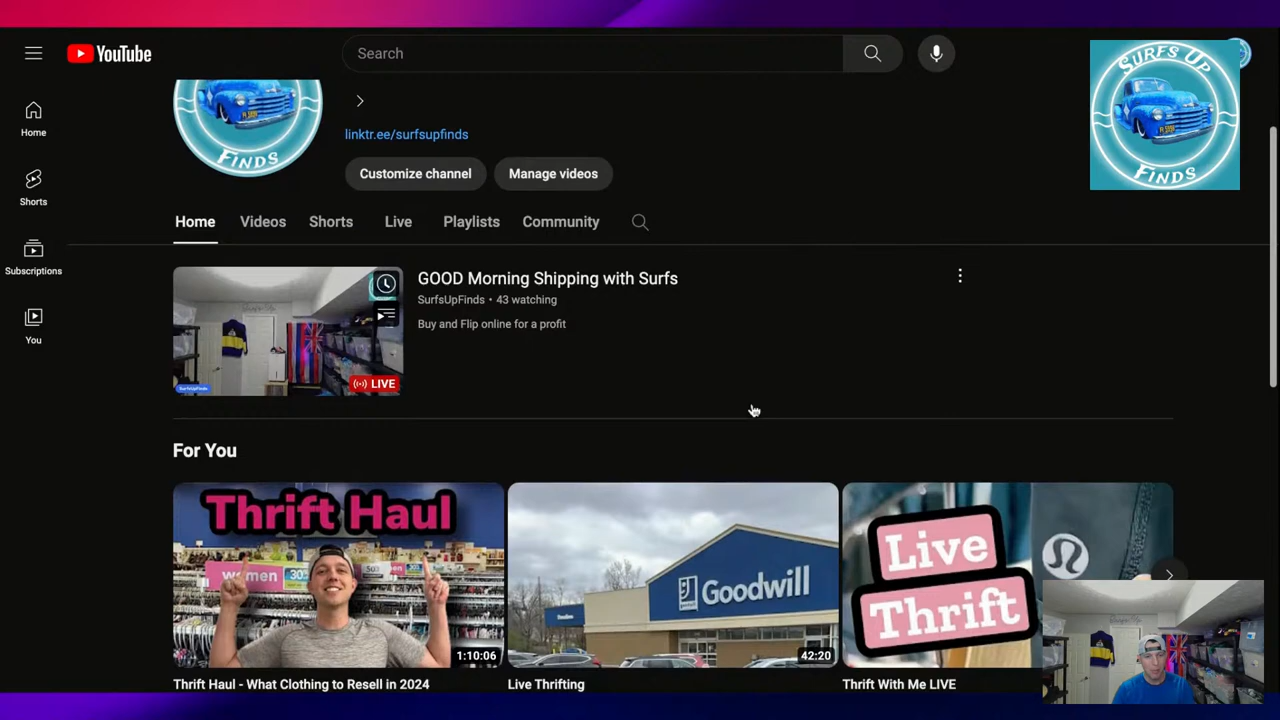 YouTube
Search
SURFS UP
FINDS
Home
Shorts
Subscriptions
You
FINDS
linktr.ee/surfsupfinds
Customize channel
Manage videos
Home
Videos
Shorts
Live
Playlists
Community
GOOD Morning Shipping with Surfs
SurfsUpFinds • 43 watching
Buy and Flip online for a profit
SurfsUpFinds
LIVE
For You
Thrift Haul
women
1:10:06
Thrift Haul - What Clothing to Resell in 2024
Goodwill
42:20
Live Thrifting
Live
Thrift
Thrift With Me LIVE